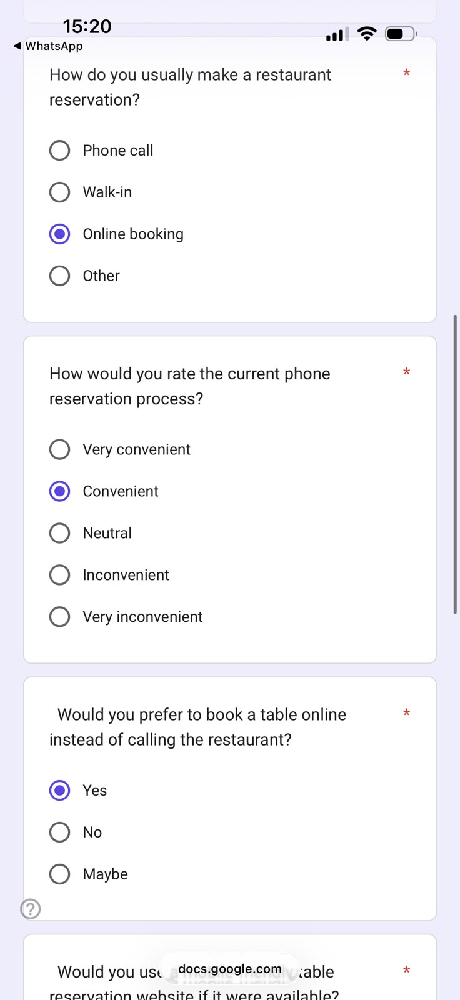 15:20
WhatsApp
How do you usually make a restaurant *
reservation?
Phone call
Walk-in
Online booking
Other
How would you rate the current phone *
reservation process?
Very convenient
Convenient
Neutral
Inconvenient
Very inconvenient
Would you prefer to book a table online *
instead of calling the restaurant?
Yes
No
Maybe
?
Would you use a mobile friendly table *
docs.google.com
reservation website if it were available?